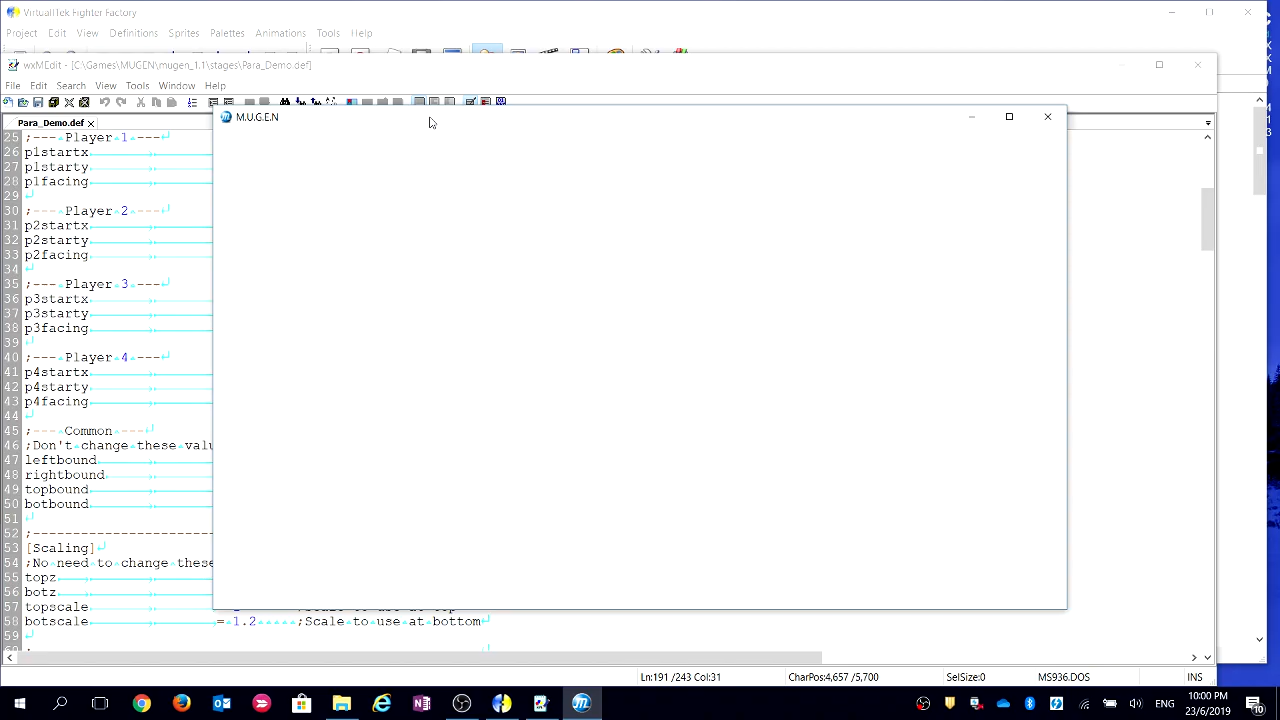 VirtuallTek Fighter Factory
Project Edit View Definitions Sprites Palettes Animations Tools Help
wxMEdit - [C:\Games\MUGEN\mugen_1.1\stages\Para_Demo.def]
File Edit Search View Tools Window Help
Para_Demo.def
M.U.G.E.N
25 ;--- Player 1 ---
26 p1startx
27 p1starty
28 p1facing
29
30 ;--- Player 2 ---
31 p2startx
32 p2starty
33 p2facing
34
35 ;--- Player 3 ---
36 p3startx
37 p3starty
38 p3facing
39
40 ;--- Player 4 ---
41 p4startx
42 p4starty
43 p4facing
44
45 ;--- Common ---
46 ;Don't change these valu
47 leftbound
48 rightbound
49 topbound
50 botbound
51
52 ;-----------------------
53 [Scaling]
54 ;No need to change these
55 topz
56 botz
57 topscale
58 botscale = 1.2 ;Scale to use at bottom
59
Ln:191 /243 Col:31 CharPos:4,657 /5,700 SelSize:0 MS936.DOS INS
ENG 10:00 PM
23/6/2019
10